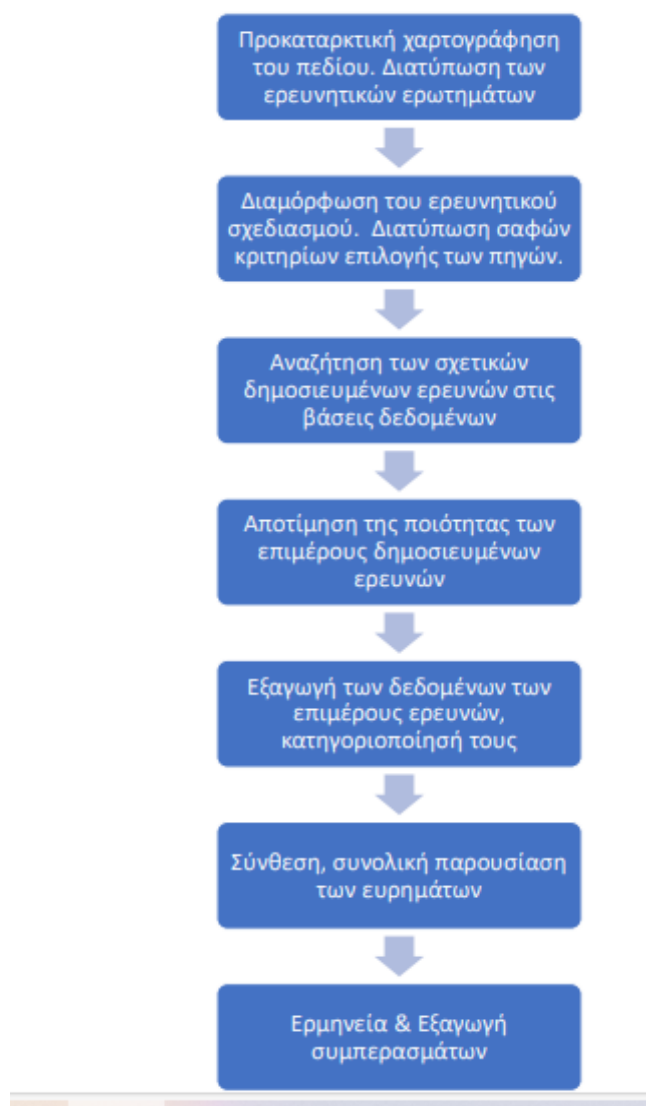 Προκαταρκτική χαρτογράφηση
του πεδίου. Διατύπωση των
ερευνητικών ερωτημάτων
Διαμόρφωση του ερευνητικού
σχεδιασμού. Διατύπωση σαφών
κριτηρίων επιλογής των πηγών.
Αναζήτηση των σχετικών
δημοσιευμένων ερευνών στις
βάσεις δεδομένων
Αποτίμηση της ποιότητας των
επιμέρους δημοσιευμένων
ερευνών
Εξαγωγή των δεδομένων των
επιμέρους ερευνών,
κατηγοριοποίησή τους
Σύνθεση, συνολική παρουσίαση
των ευρημάτων
Ερμηνεία & Εξαγωγή
συμπερασμάτων